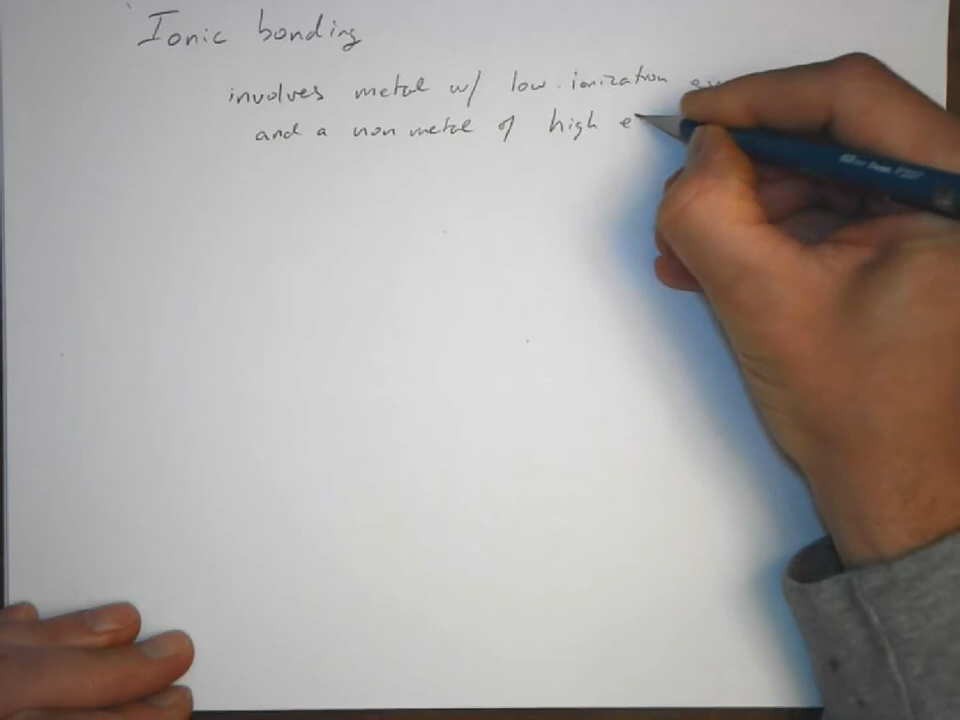 Ionic bonding
involves metal w/ low ionization
and a non metal of high e